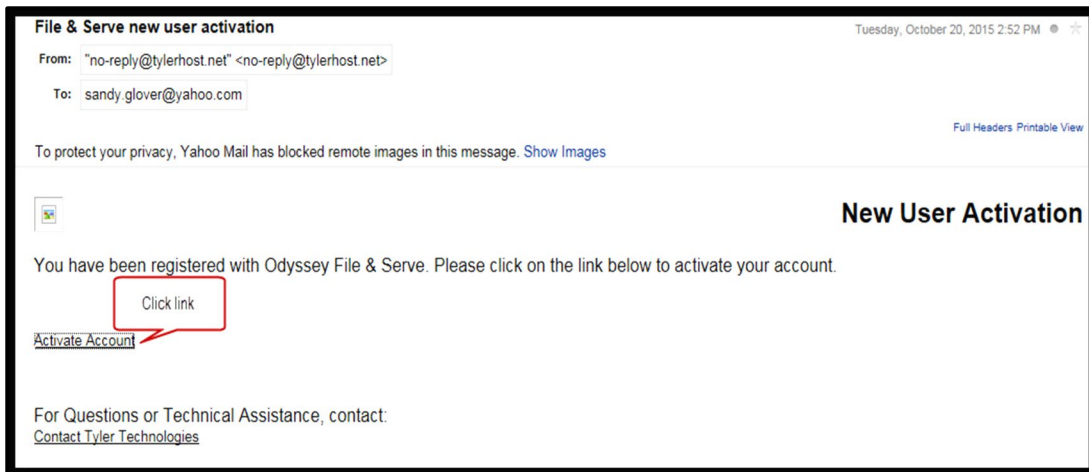 File & Serve new user activation
Tuesday, October 20, 2015 2:52 PM
From: "no-reply@tylerhost.net" <no-reply@tylerhost.net>
To: sandy.glover@yahoo.com
Full Headers Printable View
To protect your privacy, Yahoo Mail has blocked remote images in this message. Show Images
New User Activation
You have been registered with Odyssey File & Serve. Please click on the link below to activate your account.
Click link
Activate Account
For Questions or Technical Assistance, contact:
Contact Tyler Technologies